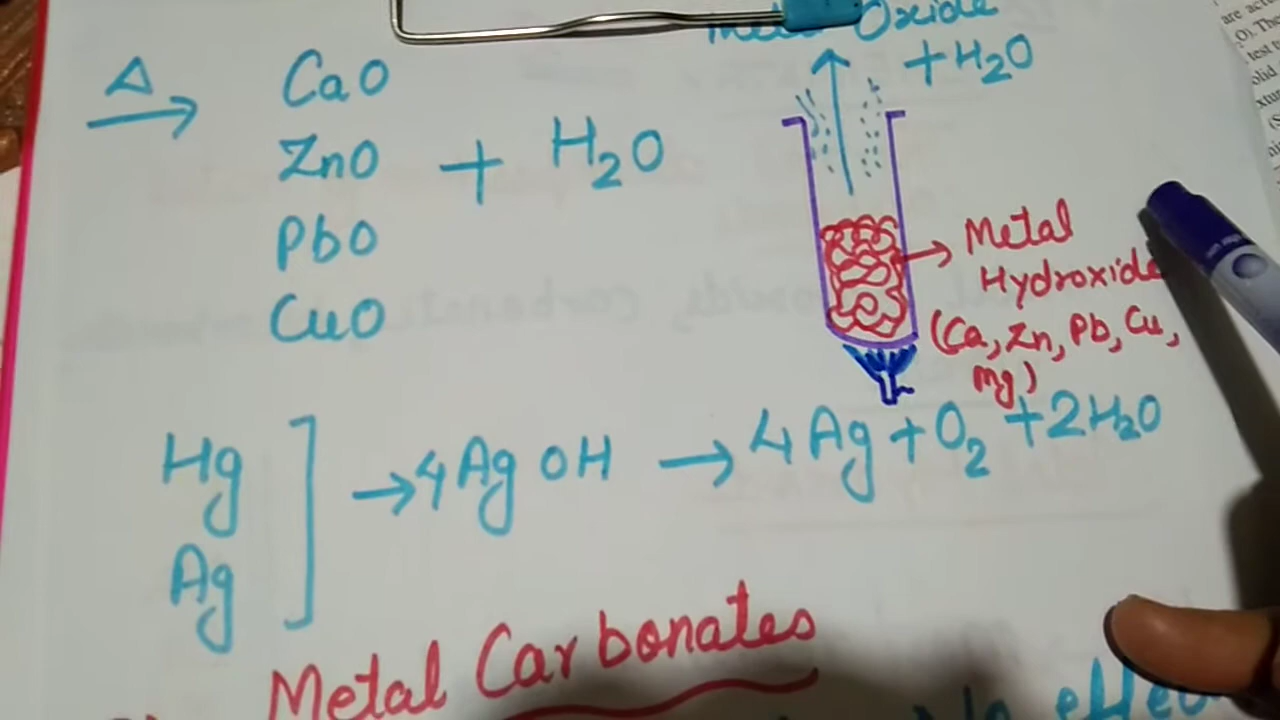 Metal Oxide
+ H2O
Δ
CaO
ZnO + H2O
PbO
CuO
Metal
Hydroxide
(Ca, Zn, Pb, Cu,
Mg)
Hg
Ag
→ 4AgOH → 4Ag + O2 + 2H2O
Metal Carbonates